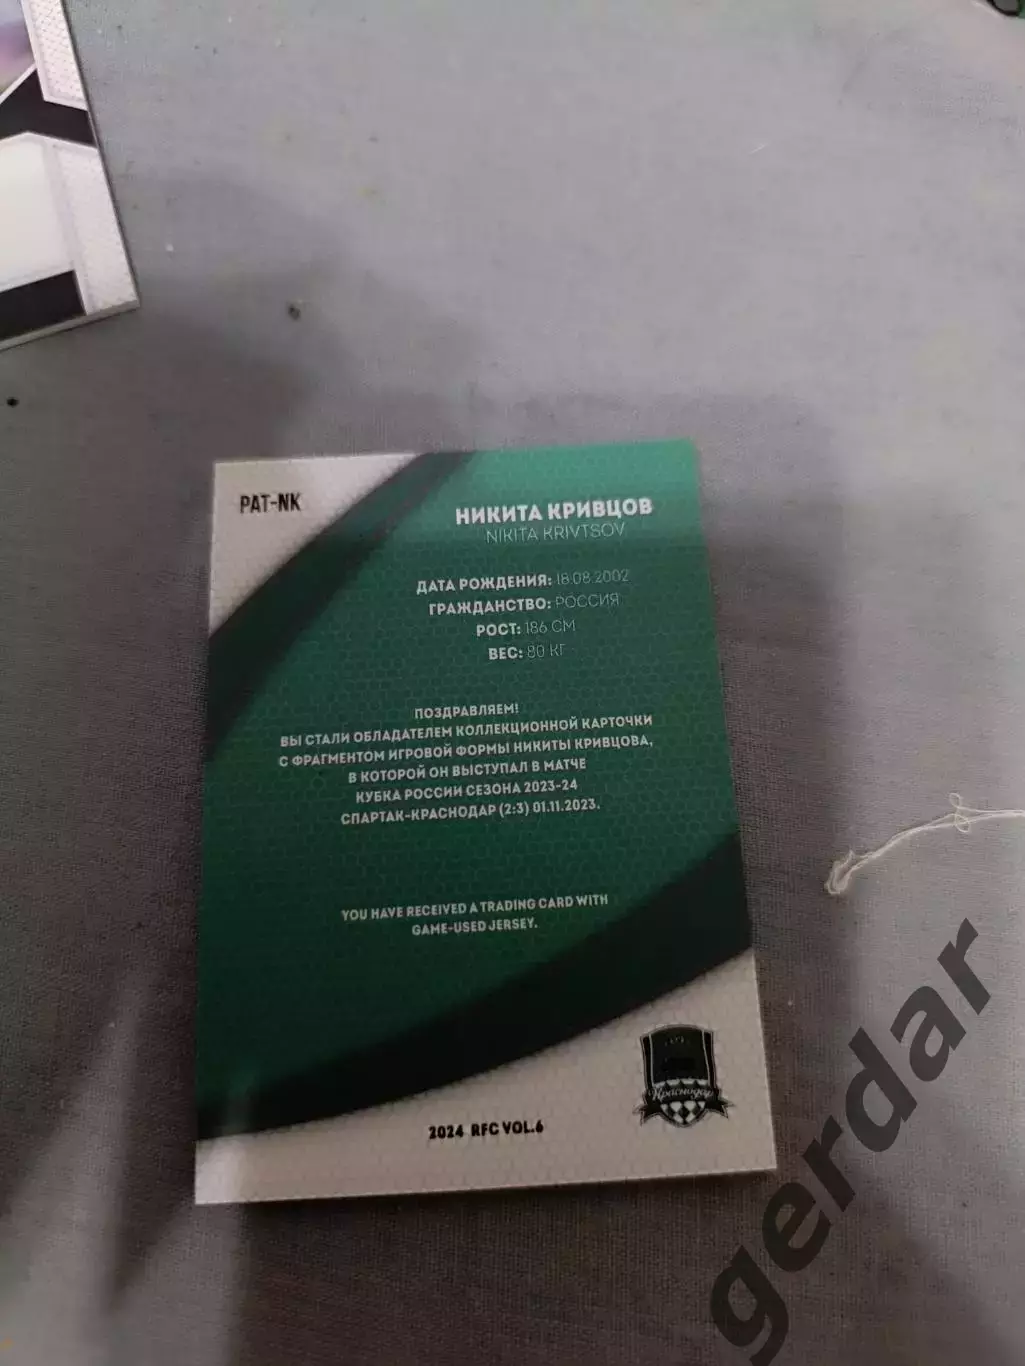 PAT-NK
НИКИТА КРИВЦОВ
NIKITA KRIVTSOV
ДАТА РОЖДЕНИЯ: 18.08.2002
ГРАЖДАНСТВО: РОССИЯ
РОСТ: 186 СМ
ВЕС: 80 КГ
ПОЗДРАВЛЯЕМ!
ВЫ СТАЛИ ОБЛАДАТЕЛЕМ КОЛЛЕКЦИОННОЙ КАРТОЧКИ
С ФРАГМЕНТОМ ИГРОВОЙ ФОРМЫ НИКИТЫ КРИВЦОВА,
В КОТОРОЙ ОН ВЫСТУПАЛ В МАТЧЕ
КУБКА РОССИИ СЕЗОНА 2023-24
СПАРТАК-КРАСНОДАР (2:3) 01.11.2023.
YOU HAVE RECEIVED A TRADING CARD WITH
GAME-USED JERSEY.
Краснодар
2024 RFC VOL.6
gerdar